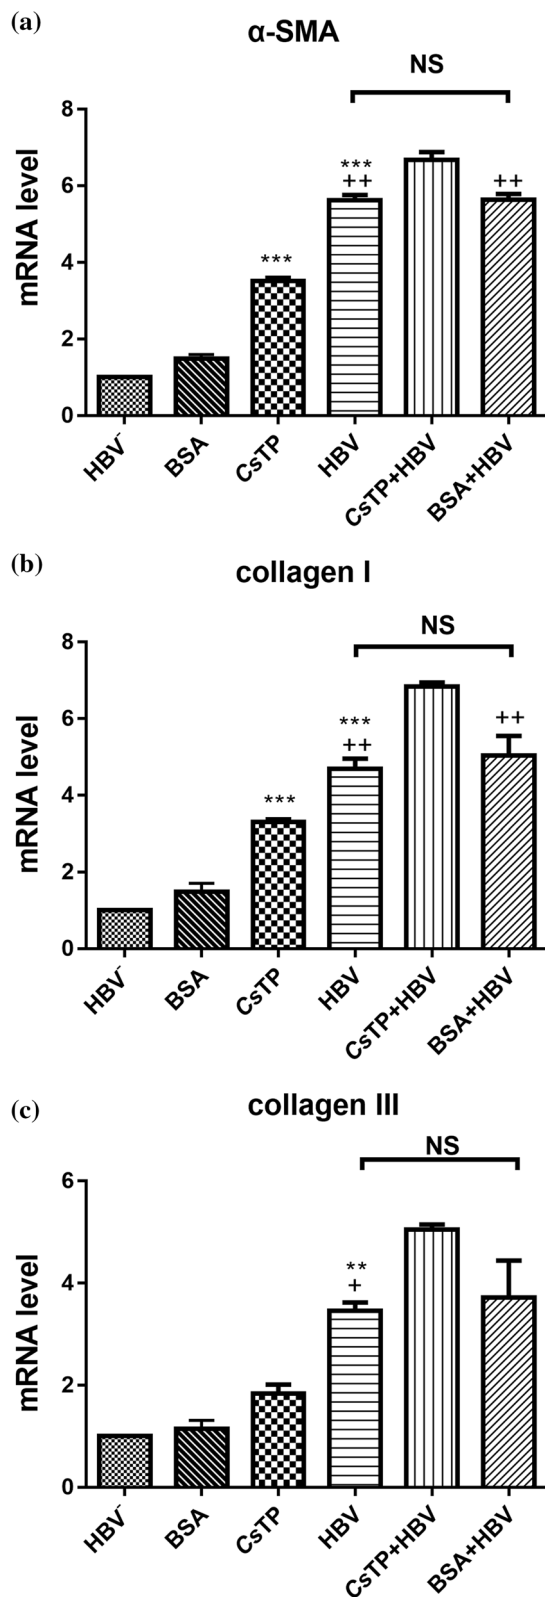 (a)
α-SMA
NS
mRNA level
8
6
4
2
0
***
***
++
++
HBV⁻
BSA
CsTP
HBV
CsTP+HBV
BSA+HBV
(b)
collagen I
NS
mRNA level
8
6
4
2
0
***
***
++
++
HBV⁻
BSA
CsTP
HBV
CsTP+HBV
BSA+HBV
(c)
collagen III
NS
mRNA level
6
4
2
0
**
+
HBV⁻
BSA
CsTP
HBV
CsTP+HBV
BSA+HBV